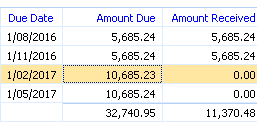 Due Date Amount Due Amount Received
1/08/2016 5,685.24 5,685.24
1/11/2016 5,685.24 5,685.24
1/02/2017 10,685.23 0.00
1/05/2017 10,685.24 0.00
32,740.95 11,370.48